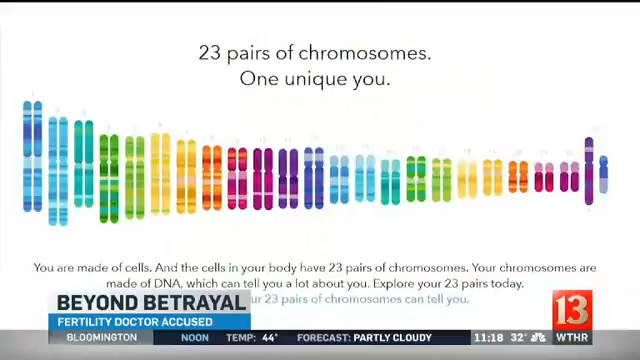 23 pairs of chromosomes.
One unique you.
You are made of cells. And the cells in your body have 23 pairs of chromosomes. Your chromosomes are
made of DNA, which can tell you a lot about you. Explore your 23 pairs today.
ur 23 pairs of chromosomes can tell you.
BEYOND BETRAYAL
FERTILITY DOCTOR ACCUSED
13
BLOOMINGTON NOON TEMP: 44° FORECAST: PARTLY CLOUDY 11:18 32° WTHR